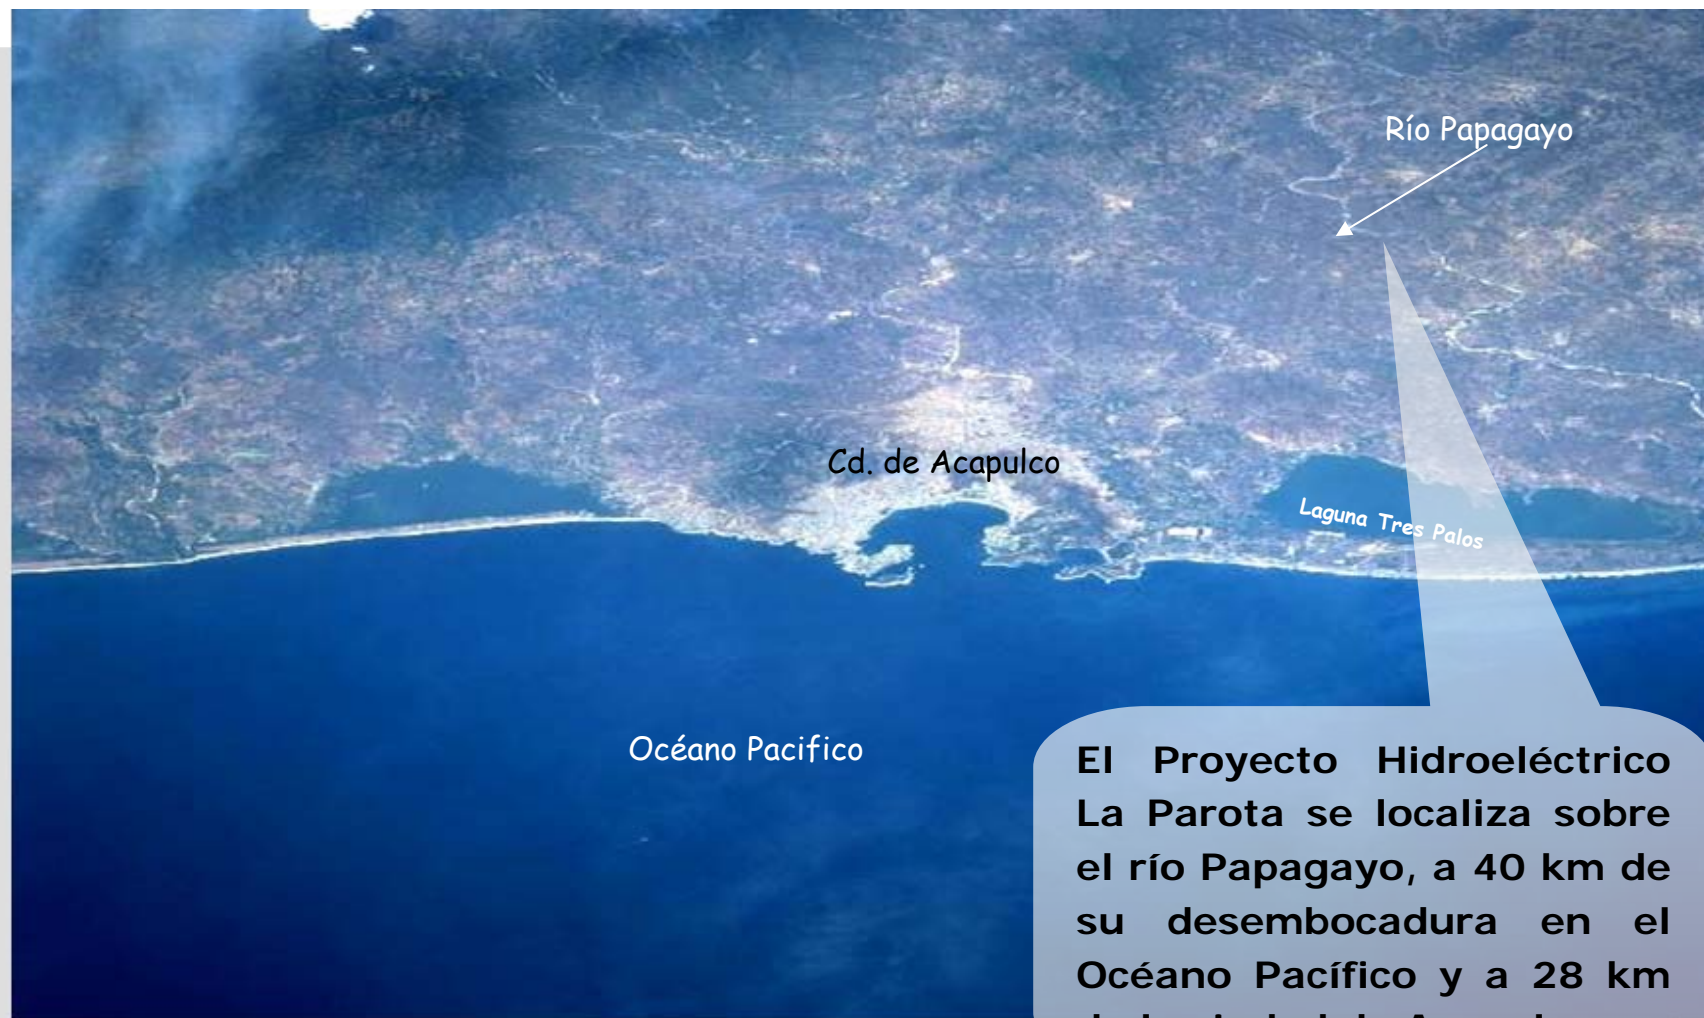 Río Papagayo
Cd. de Acapulco
Laguna Tres Palos
Océano Pacifico
El Proyecto Hidroeléctrico
La Parota se localiza sobre
el río Papagayo, a 40 km de
su desembocadura en el
Océano Pacífico y a 28 km